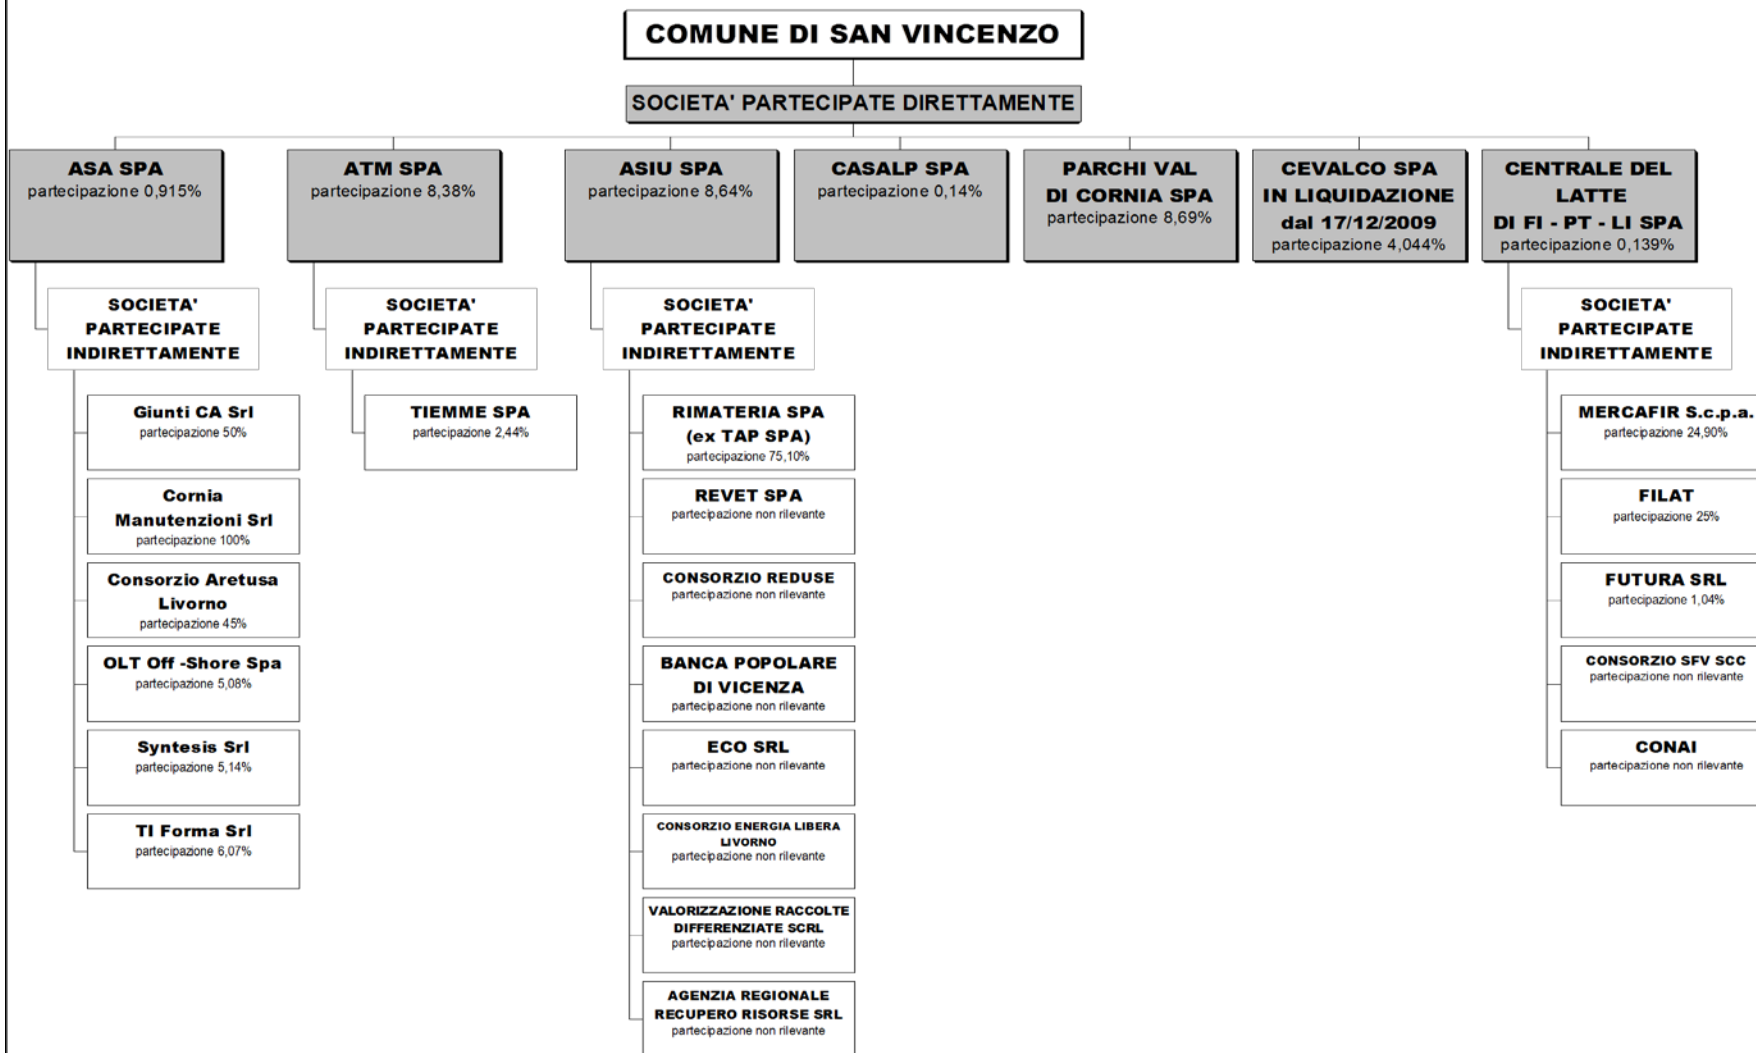 COMUNE DI SAN VINCENZO
SOCIETA' PARTECIPATE DIRETTAMENTE
ASA SPA
partecipazione 0,915%
ATM SPA
partecipazione 8,38%
ASIU SPA
partecipazione 8,64%
CASALP SPA
partecipazione 0,14%
PARCHI VAL
DI CORNIA SPA
partecipazione 8,69%
CEVALCO SPA
IN LIQUIDAZIONE
dal 17/12/2009
partecipazione 4,044%
CENTRALE DEL
LATTE
DI FI - PT - LI SPA
partecipazione 0,139%
SOCIETA'
PARTECIPATE
INDIRETTAMENTE
Giunti CA Srl
partecipazione 50%
Cornia
Manutenzioni Srl
partecipazione 100%
Consorzio Aretusa
Livorno
partecipazione 45%
OLT Off -Shore Spa
partecipazione 5,08%
Syntesis Srl
partecipazione 5,14%
TI Forma Srl
partecipazione 6,07%
SOCIETA'
PARTECIPATE
INDIRETTAMENTE
TIEMME SPA
partecipazione 2,44%
SOCIETA'
PARTECIPATE
INDIRETTAMENTE
RIMATERIA SPA
(ex TAP SPA)
partecipazione 75,10%
REVET SPA
partecipazione non rilevante
CONSORZIO REDUSE
partecipazione non rilevante
BANCA POPOLARE
DI VICENZA
partecipazione non rilevante
ECO SRL
partecipazione non rilevante
CONSORZIO ENERGIA LIBERA
LIVORNO
partecipazione non rilevante
VALORIZZAZIONE RACCOLTE
DIFFERENZIATE SCRL
partecipazione non rilevante
AGENZIA REGIONALE
RECUPERO RISORSE SRL
partecipazione non rilevante
SOCIETA'
PARTECIPATE
INDIRETTAMENTE
MERCAFIR S.c.p.a.
partecipazione 24,90%
FILAT
partecipazione 25%
FUTURA SRL
partecipazione 1,04%
CONSORZIO SFV SCC
partecipazione non rilevante
CONAI
partecipazione non rilevante